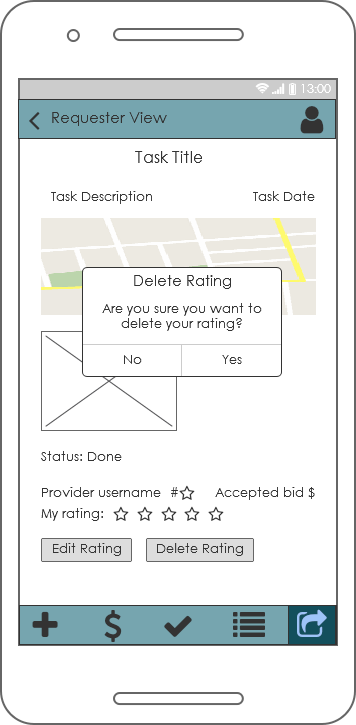 13:00
Requester View
Task Title
Task Description Task Date
Delete Rating
Are you sure you want to
delete your rating?
No Yes
Status: Done
Provider username # Accepted bid $
My rating:
Edit Rating Delete Rating
$